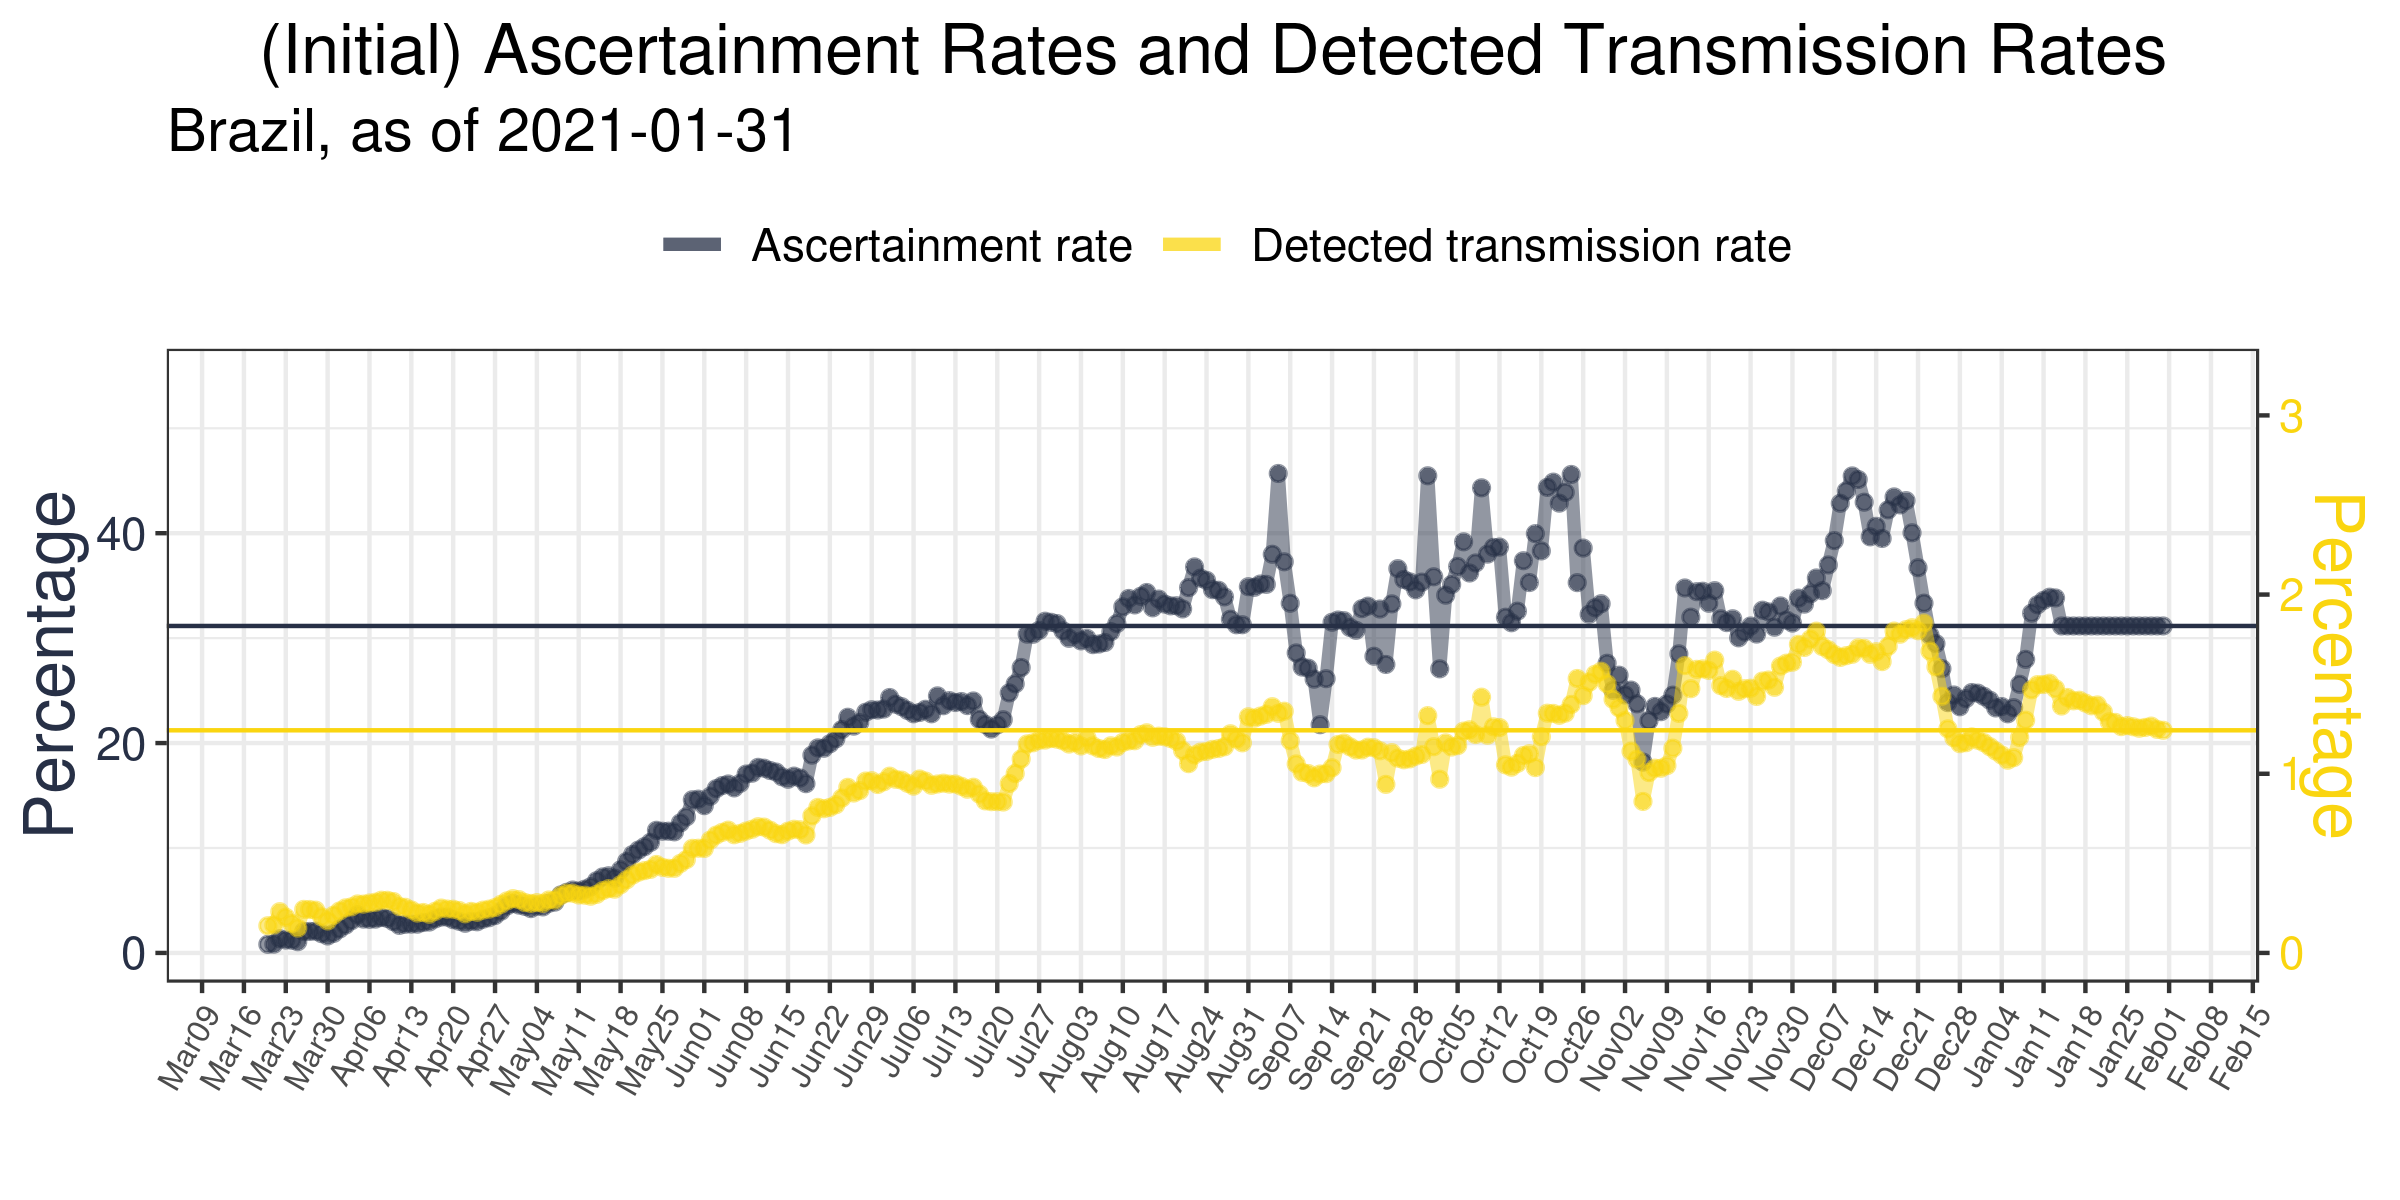 (Initial) Ascertainment Rates and Detected Transmission Rates
Brazil, as of 2021-01-31
Ascertainment rate
Detected transmission rate
Percentage
40
20
0
3
2
1
0
Percentage
Mar09
Mar16
Mar23
Mar30
Apr06
Apr13
Apr20
Apr27
May04
May11
May18
May25
Jun01
Jun08
Jun15
Jun22
Jun29
Jul06
Jul13
Jul20
Jul27
Aug03
Aug10
Aug17
Aug24
Aug31
Sep07
Sep14
Sep21
Sep28
Oct05
Oct12
Oct19
Oct26
Nov02
Nov09
Nov16
Nov23
Nov30
Dec07
Dec14
Dec21
Dec28
Jan04
Jan11
Jan18
Jan25
Feb01
Feb08
Feb15